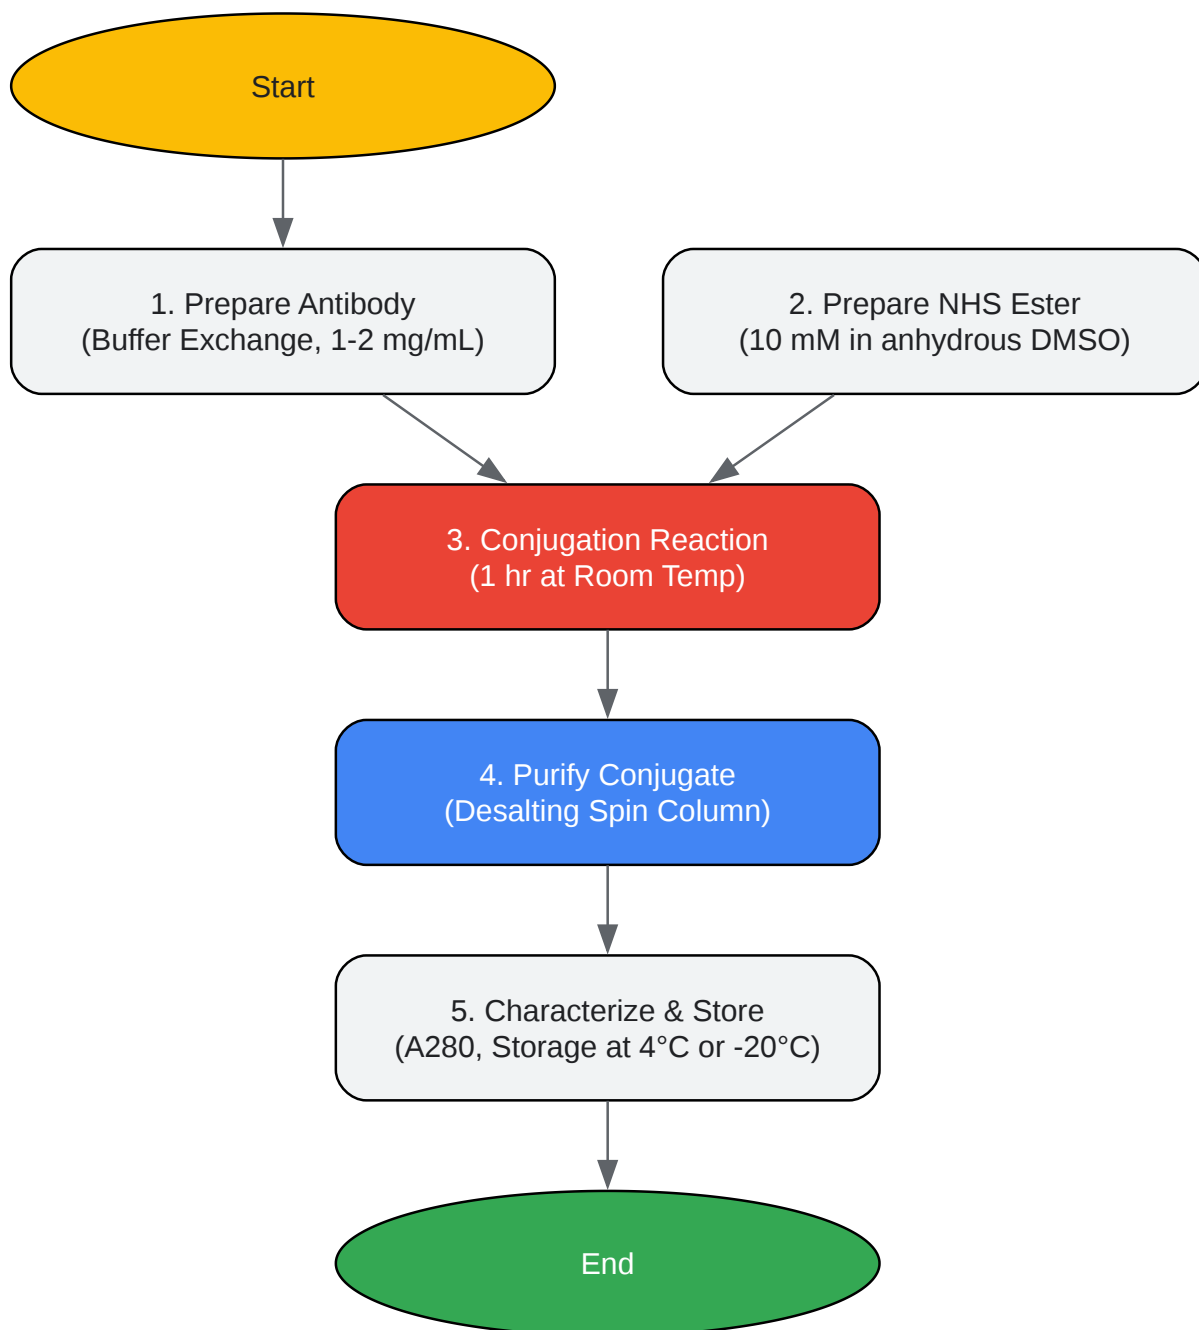 Start
1. Prepare Antibody
(Buffer Exchange, 1-2 mg/mL)
2. Prepare NHS Ester
(10 mM in anhydrous DMSO)
3. Conjugation Reaction
(1 hr at Room Temp)
4. Purify Conjugate
(Desalting Spin Column)
5. Characterize & Store
(A280, Storage at 4°C or -20°C)
End